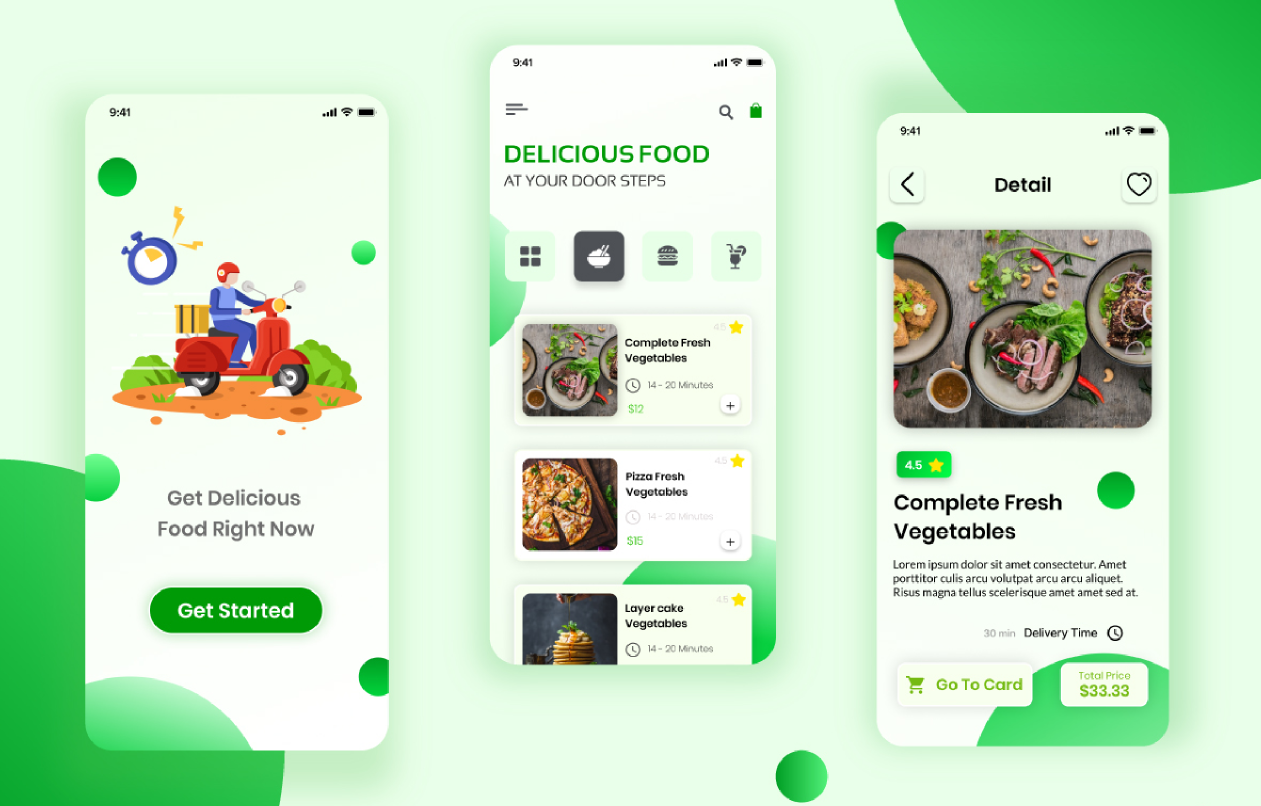 9:41
Get Delicious
Food Right Now
Get Started
9:41
DELICIOUS FOOD
AT YOUR DOOR STEPS
4.5
Complete Fresh
Vegetables
14 - 20 Minutes
$12
+
4.5
Pizza Fresh
Vegetables
14 - 20 Minutes
$15
+
4.5
Layer cake
Vegetables
14 - 20 Minutes
9:41
Detail
4.5
Complete Fresh
Vegetables
Lorem ipsum dolor sit amet consectetur. Amet
porttitor culis arcu volutpat arcu arcu aliquet.
Risus magna tellus scelerisque amet amet sed at.
30 min Delivery Time
Go To Card
Total Price
$33.33